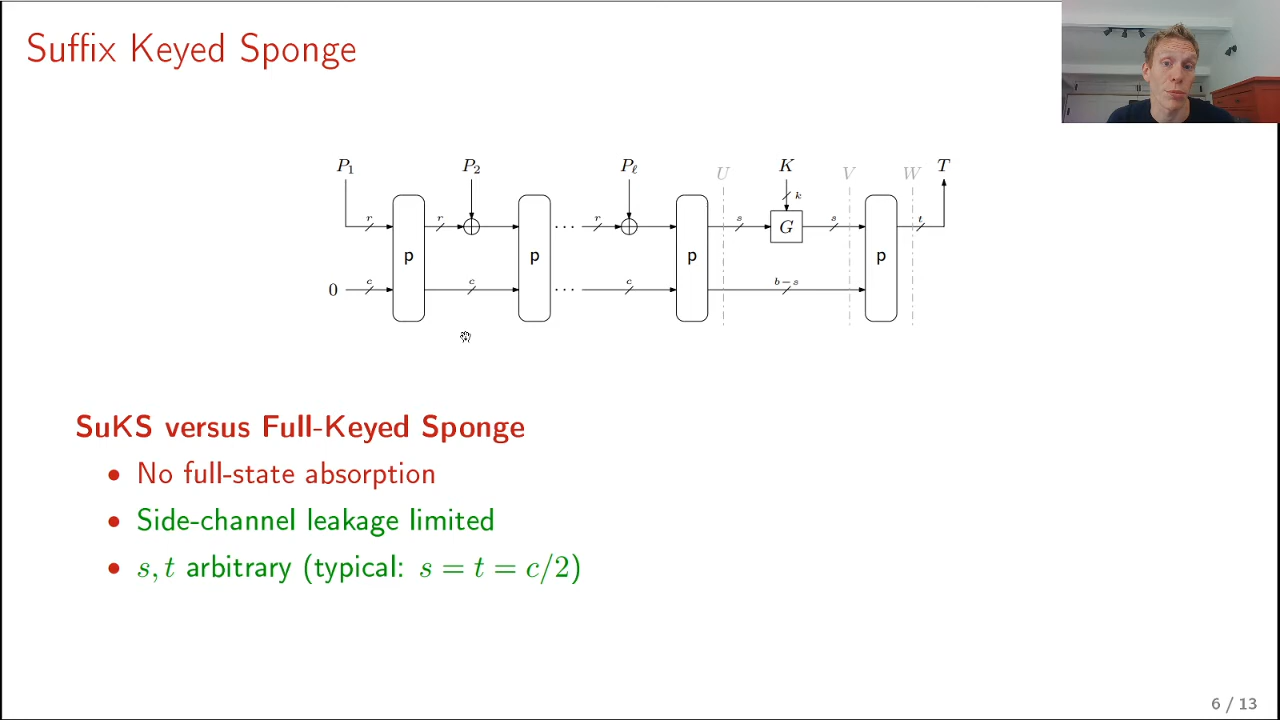 Suffix Keyed Sponge
P₁ P₂ Pℓ U K V W T
k
r r r s G s t
p p ··· p p
0 c c ··· c b − s
SuKS versus Full-Keyed Sponge
• No full-state absorption
• Side-channel leakage limited
• s, t arbitrary (typical: s = t = c/2)
6 / 13